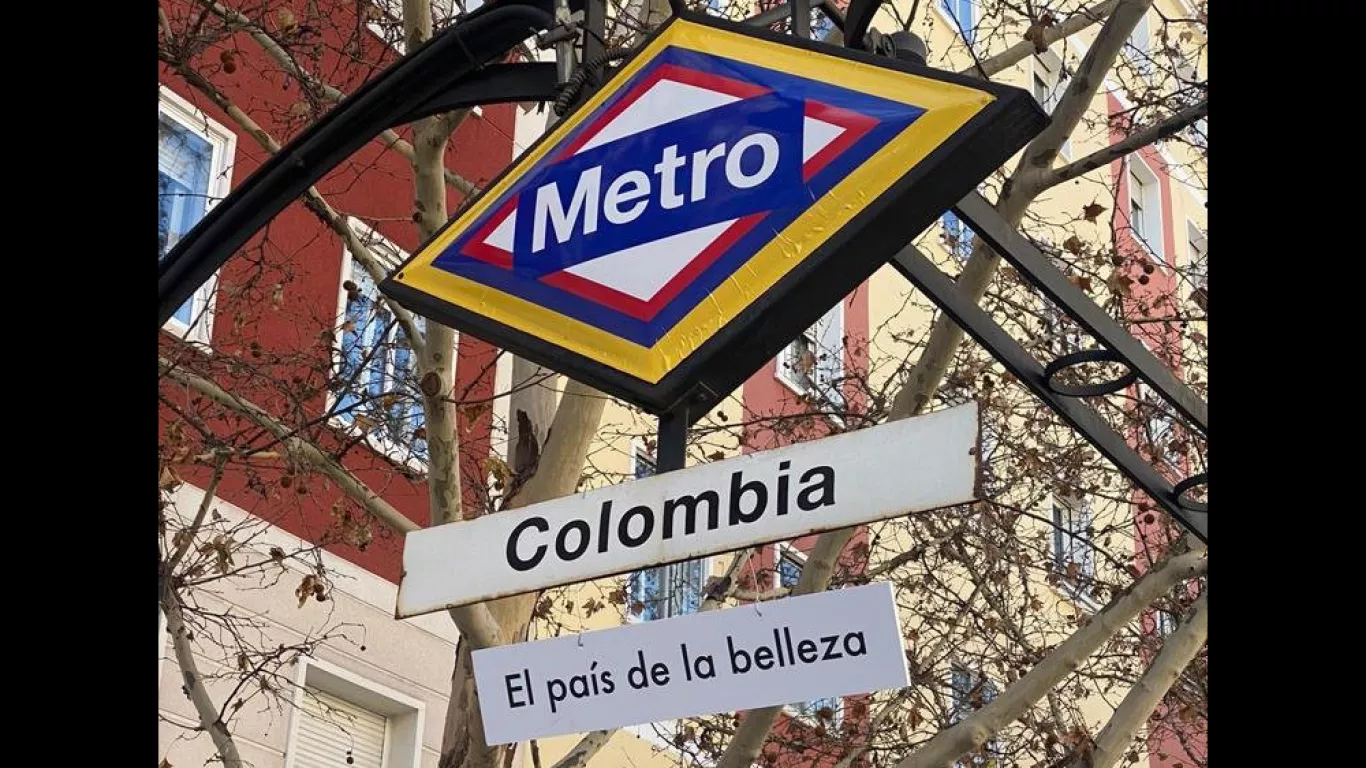 Metro
Colombia
El país de la belleza